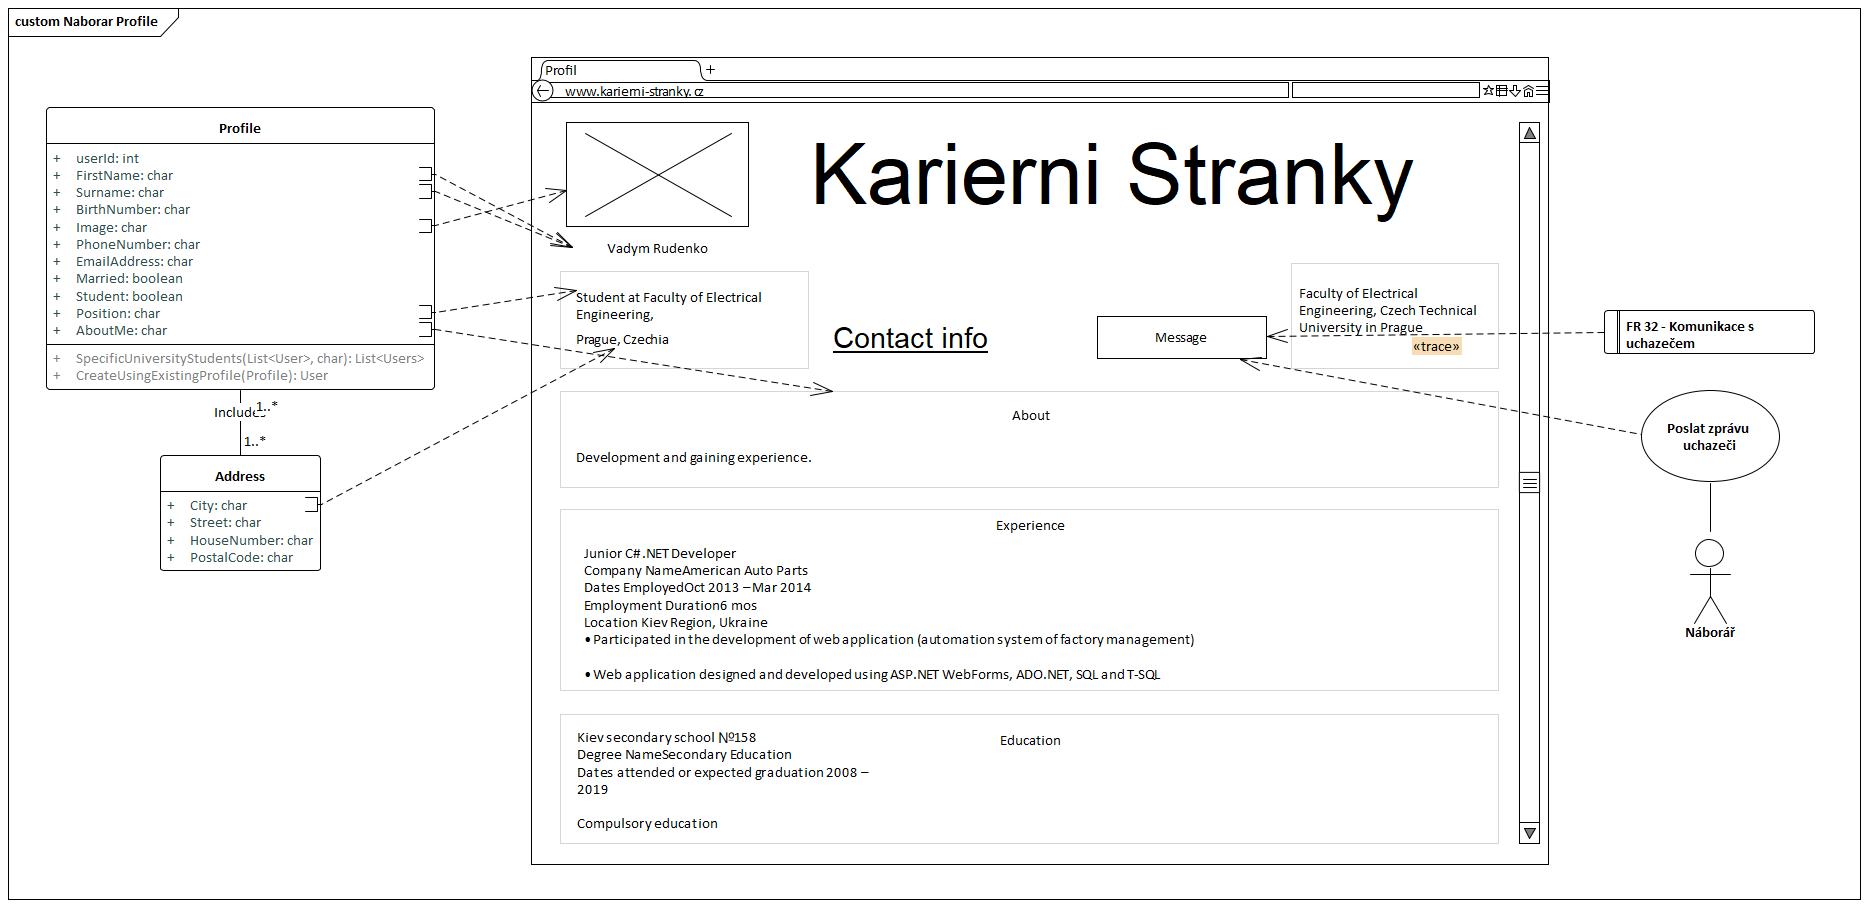 custom Naborar Profile
Profil
+
www.karierni-stranky.cz
Profile
+ userId: int
+ FirstName: char
+ Surname: char
+ BirthNumber: char
+ Image: char
+ PhoneNumber: char
+ EmailAddress: char
+ Married: boolean
+ Student: boolean
+ Position: char
+ AboutMe: char
+ SpecificUniversityStudents(List<User>, char): List<Users>
+ CreateUsingExistingProfile(Profile): User
Includes
1..*
1..*
Address
+ City: char
+ Street: char
+ HouseNumber: char
+ PostalCode: char
Karierni Stranky
Vadym Rudenko
Student at Faculty of Electrical
Engineering,
Prague, Czechia
Contact info
Message
Faculty of Electrical
Engineering, Czech Technical
University in Prague
«trace»
FR 32 - Komunikace s
uchazečem
Poslat zprávu
uchazeči
Náborář
About
Development and gaining experience.
Experience
Junior C# .NET Developer
Company NameAmerican Auto Parts
Dates EmployedOct 2013 – Mar 2014
Employment Duration6 mos
Location Kiev Region, Ukraine
• Participated in the development of web application (automation system of factory management)
• Web application designed and developed using ASP.NET WebForms, ADO.NET, SQL and T-SQL
Education
Kiev secondary school №158
Degree NameSecondary Education
Dates attended or expected graduation 2008 –
2019
Compulsory education